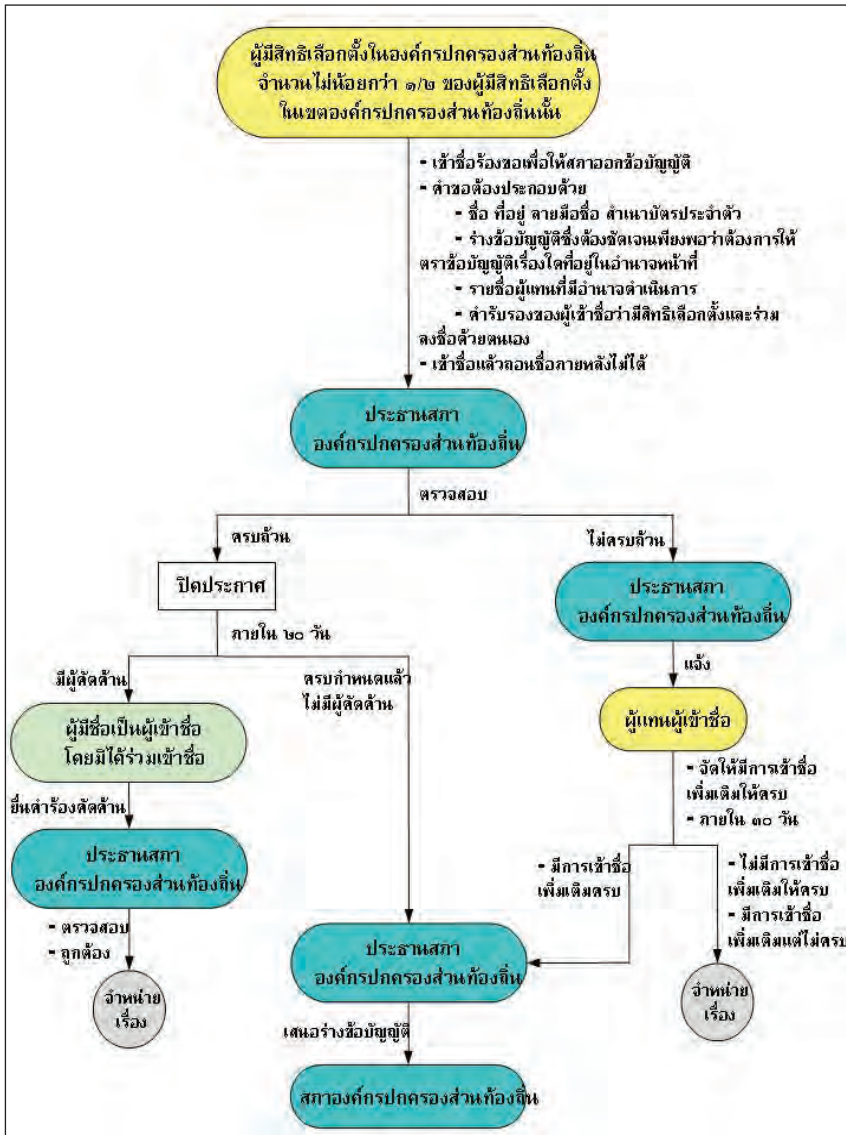 ผู้มีสิทธิเลือกตั้งในองค์กรปกครองส่วนท้องถิ่น
จำนวนไม่น้อยกว่า ๑/๒ ของผู้มีสิทธิเลือกตั้ง
ในเขตองค์กรปกครองส่วนท้องถิ่นนั้น
- เข้าชื่อร้องขอเพื่อให้สภาออกข้อบัญญัติ
- คำขอต้องประกอบด้วย
- ชื่อ ที่อยู่ ลายมือชื่อ สำเนาบัตรประจำตัว
- ร่างข้อบัญญัติซึ่งต้องชัดเจนเพียงพอว่าต้องการให้
ตราข้อบัญญัติเรื่องใดที่อยู่ในอำนาจหน้าที่
- รายชื่อผู้แทนที่มีอำนาจดำเนินการ
- คำรับรองของผู้เข้าชื่อว่ามีสิทธิเลือกตั้งและร่วม
ลงชื่อด้วยตนเอง
- เข้าชื่อแล้วถอนชื่อภายหลังไม่ได้
ประธานสภา
องค์กรปกครองส่วนท้องถิ่น
ตรวจสอบ
ครบถ้วน
ไม่ครบถ้วน
ปิดประกาศ
ประธานสภา
องค์กรปกครองส่วนท้องถิ่น
ภายใน ๒๐ วัน
แจ้ง
มีผู้คัดค้าน
ครบกำหนดแล้ว
ไม่มีผู้คัดค้าน
ผู้แทนผู้เข้าชื่อ
ผู้มีชื่อเป็นผู้เข้าชื่อ
โดยมิได้ร่วมเข้าชื่อ
- จัดให้มีการเข้าชื่อ
เพิ่มเติมให้ครบ
- ภายใน ๓๐ วัน
ยื่นคำร้องคัดค้าน
ประธานสภา
องค์กรปกครองส่วนท้องถิ่น
- มีการเข้าชื่อ
เพิ่มเติมครบ
- ไม่มีการเข้าชื่อ
เพิ่มเติมให้ครบ
- มีการเข้าชื่อ
เพิ่มเติมแต่ไม่ครบ
- ตรวจสอบ
- ถูกต้อง
ประธานสภา
องค์กรปกครองส่วนท้องถิ่น
จำหน่าย
เรื่อง
จำหน่าย
เรื่อง
เสนอร่างข้อบัญญัติ
สภาองค์กรปกครองส่วนท้องถิ่น